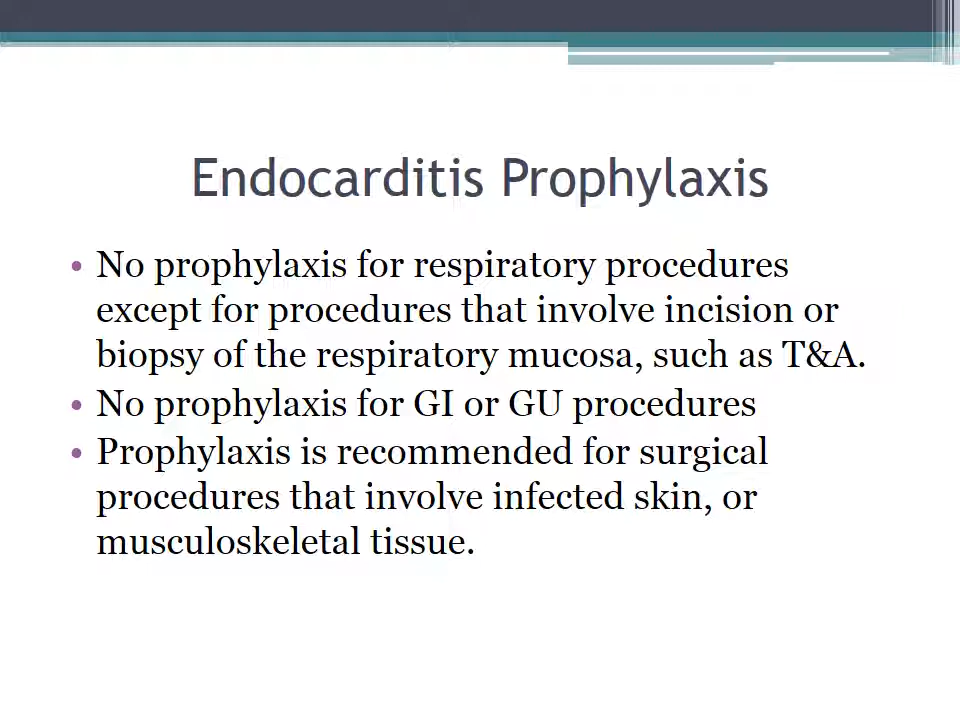 Endocarditis Prophylaxis
• No prophylaxis for respiratory procedures
except for procedures that involve incision or
biopsy of the respiratory mucosa, such as T&A.
• No prophylaxis for GI or GU procedures
• Prophylaxis is recommended for surgical
procedures that involve infected skin, or
musculoskeletal tissue.